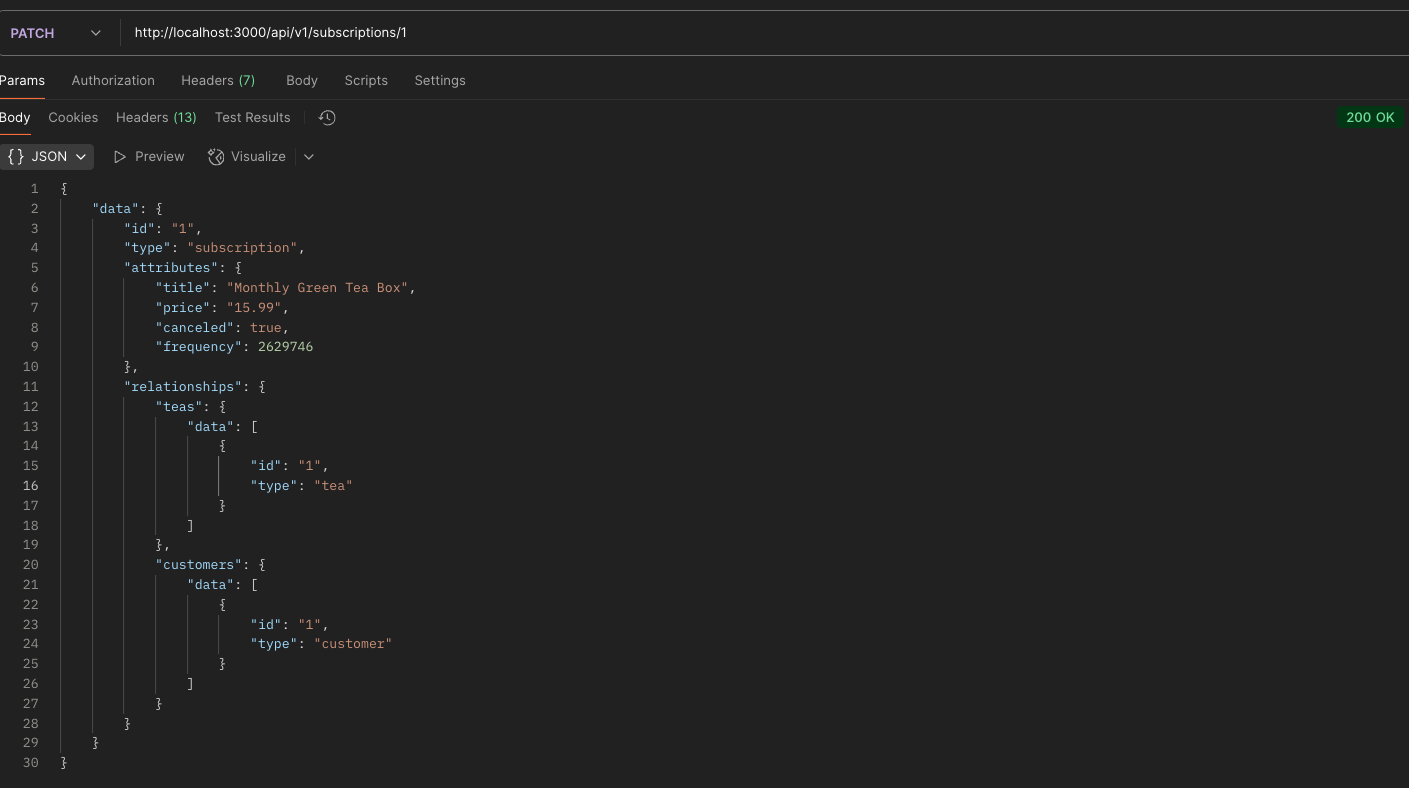 PATCH http://localhost:3000/api/v1/subscriptions/1
Params Authorization Headers (7) Body Scripts Settings
Body Cookies Headers (13) Test Results 200 OK
{} JSON Preview Visualize
1 {
2 "data": {
3 "id": "1",
4 "type": "subscription",
5 "attributes": {
6 "title": "Monthly Green Tea Box",
7 "price": "15.99",
8 "canceled": true,
9 "frequency": 2629746
10 },
11 "relationships": {
12 "teas": {
13 "data": [
14 {
15 "id": "1",
16 "type": "tea"
17 }
18 ]
19 },
20 "customers": {
21 "data": [
22 {
23 "id": "1",
24 "type": "customer"
25 }
26 ]
27 }
28 }
29 }
30 }